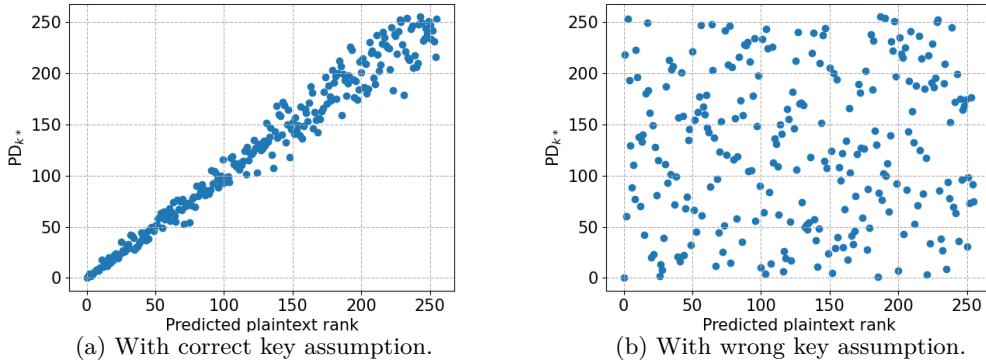 250
200
150
100
50
0
PD_{k*}
0 50 100 150 200 250
Predicted plaintext rank
(a) With correct key assumption.
250
200
150
100
50
0
PD_{k*}
0 50 100 150 200 250
Predicted plaintext rank
(b) With wrong key assumption.